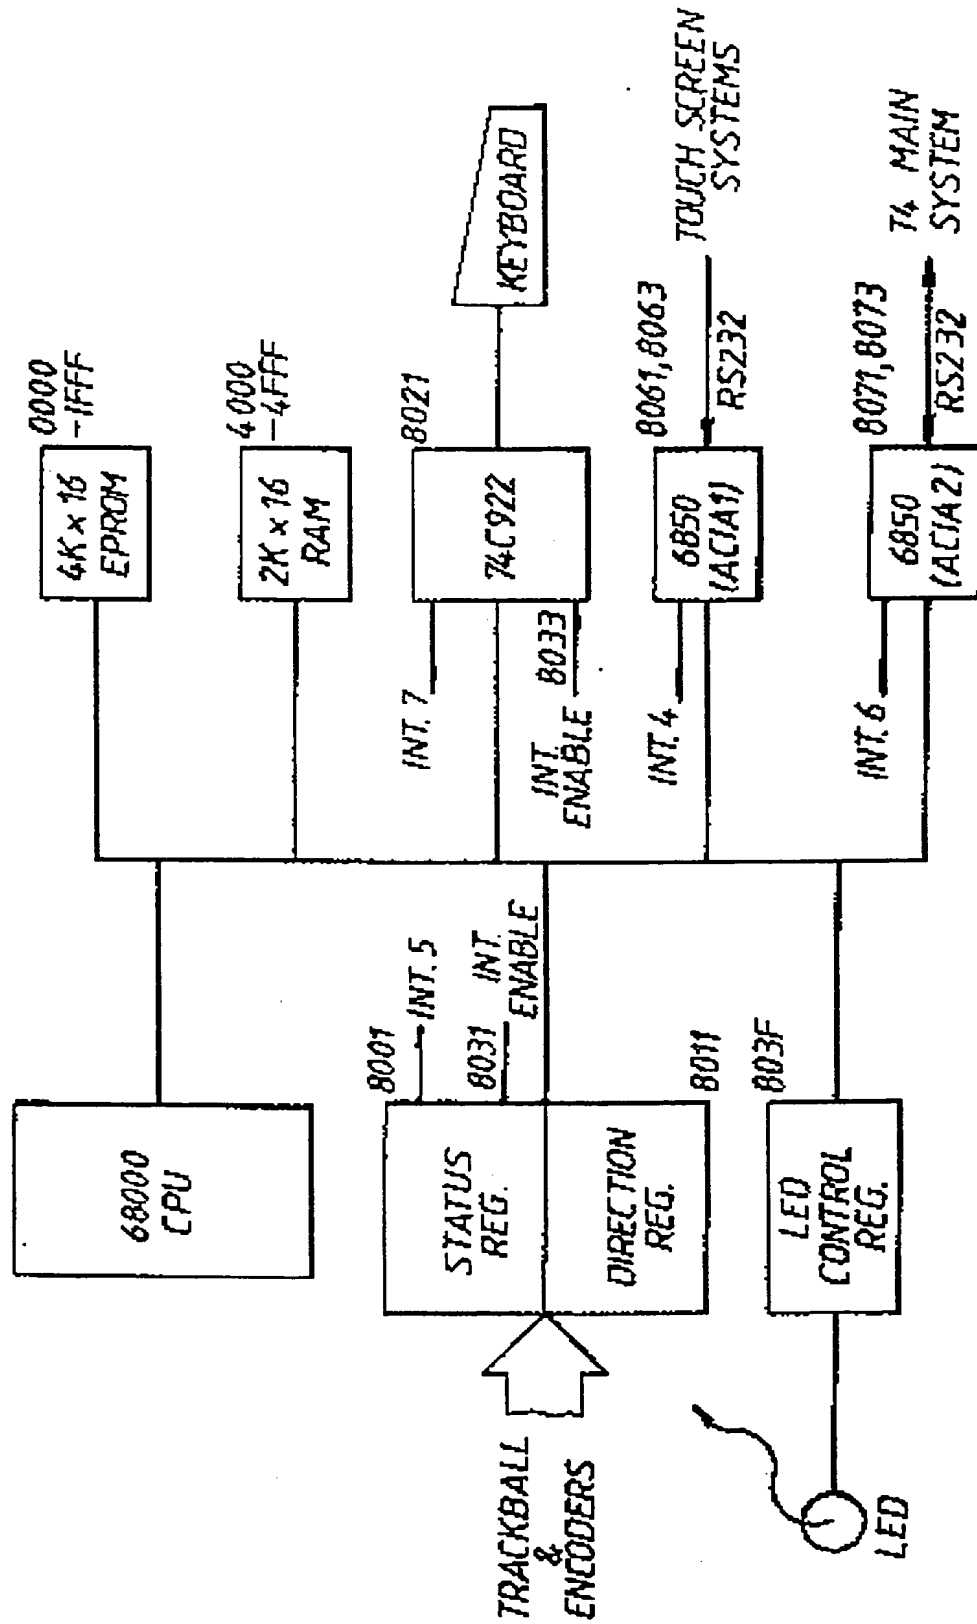 68000
CPU
4K x 16
EPROM
0000
-1FFF
2K x 16
RAM
4000
-4FFF
TRACKBALL
&
ENCODERS
STATUS
REG.
8001
INT. 5
8031
INT.
ENABLE
DIRECTION
REG.
8011
INT. 7
INT.
ENABLE
8033
74C922
8021
KEYBOARD
INT. 4
6850
(ACIA1)
8061,8063
RS232
TOUCH SCREEN
SYSTEMS
LED
LED
CONTROL
REG.
803F
INT. 6
6850
(ACIA2)
8071,8073
RS232
T4 MAIN
SYSTEM